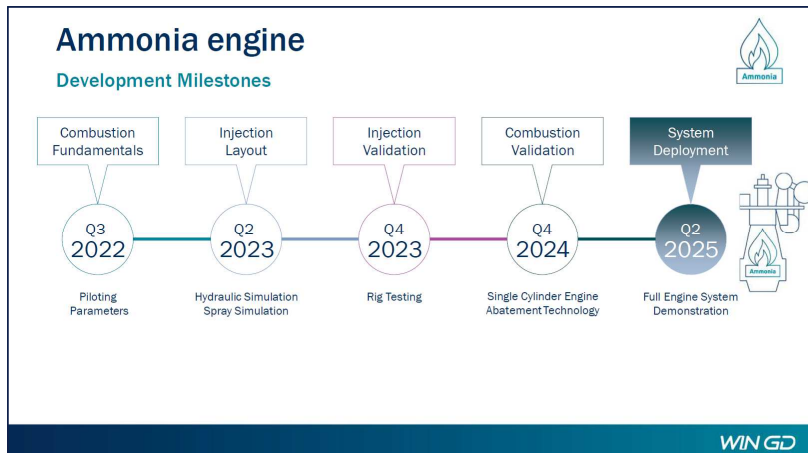 Ammonia engine
Development Milestones
Ammonia
Combustion
Fundamentals
Injection
Layout
Injection
Validation
Combustion
Validation
System
Deployment
Q3
2022
Q2
2023
Q4
2023
Q4
2024
Q2
2025
Ammonia
Piloting
Parameters
Hydraulic Simulation
Spray Simulation
Rig Testing
Single Cylinder Engine
Abatement Technology
Full Engine System
Demonstration
WIN GD